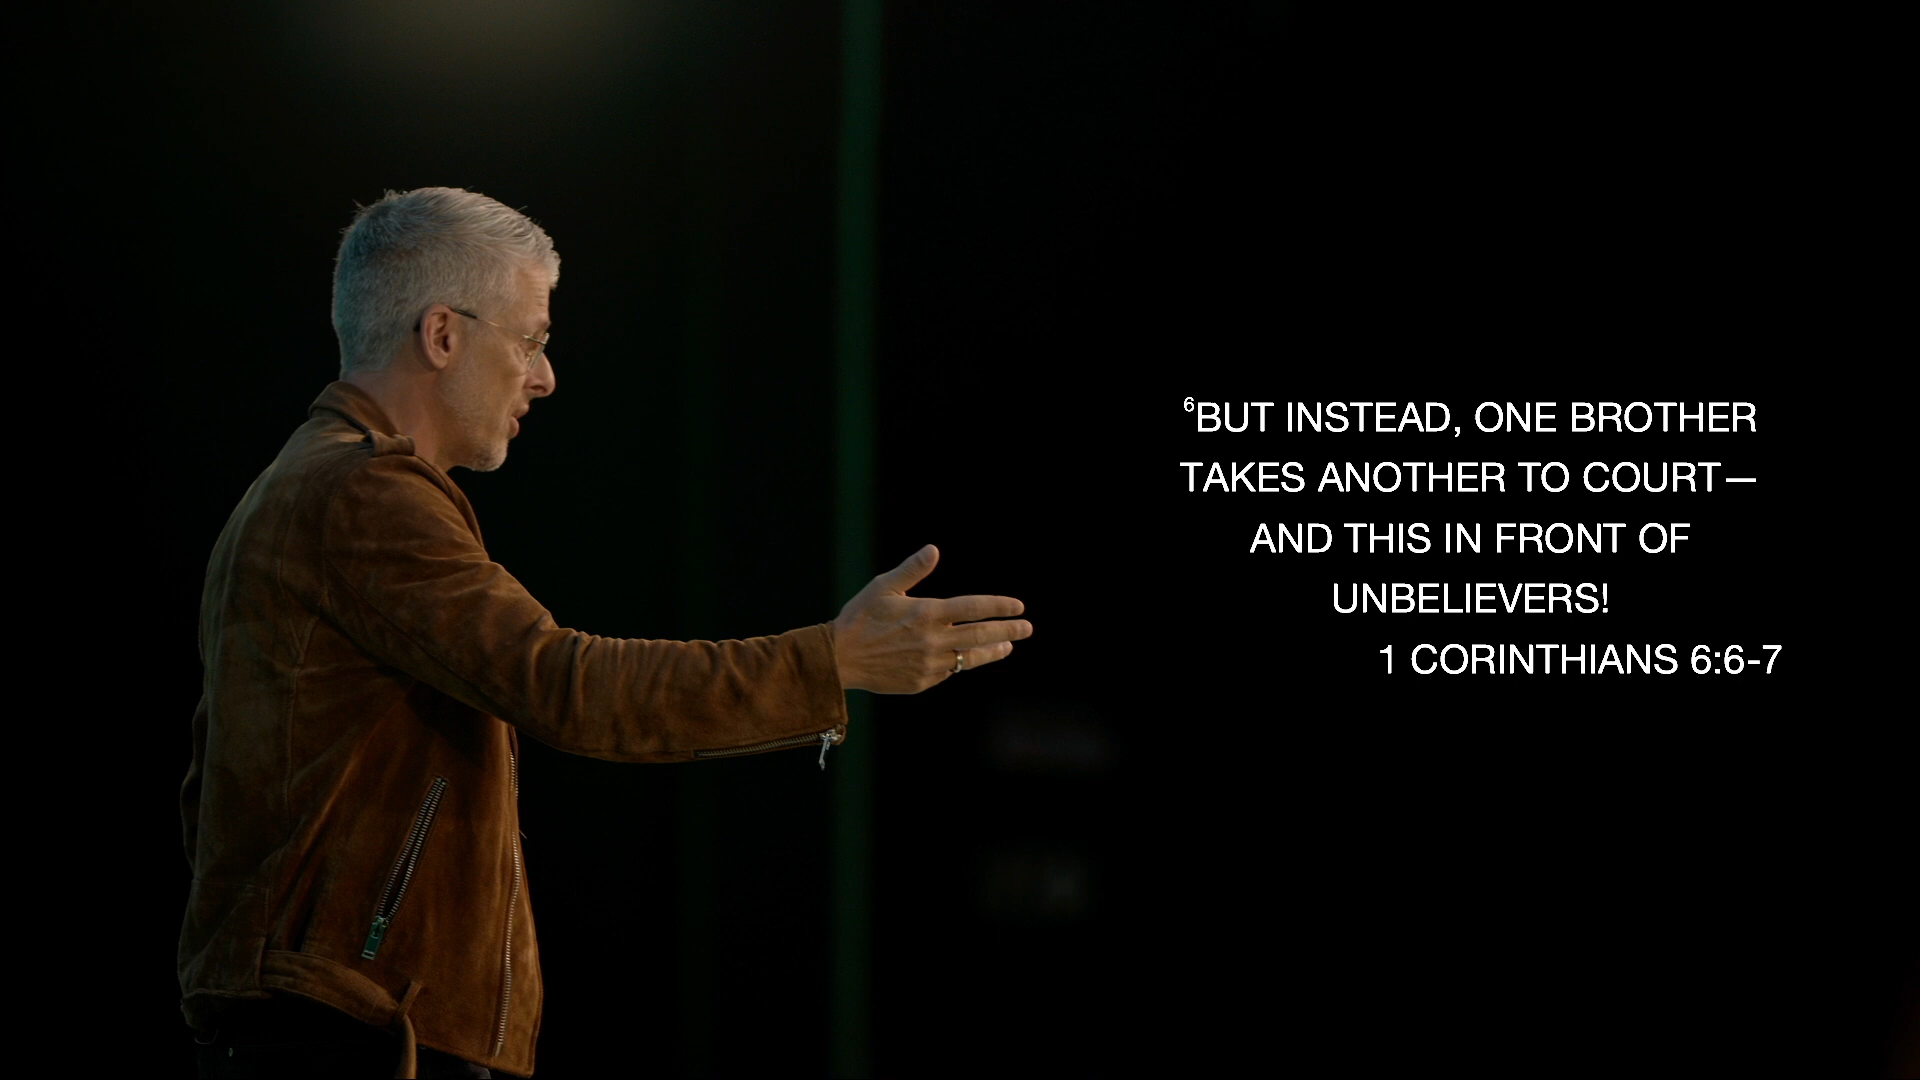 ⁶BUT INSTEAD, ONE BROTHER
TAKES ANOTHER TO COURT—
AND THIS IN FRONT OF
UNBELIEVERS!
1 CORINTHIANS 6:6-7